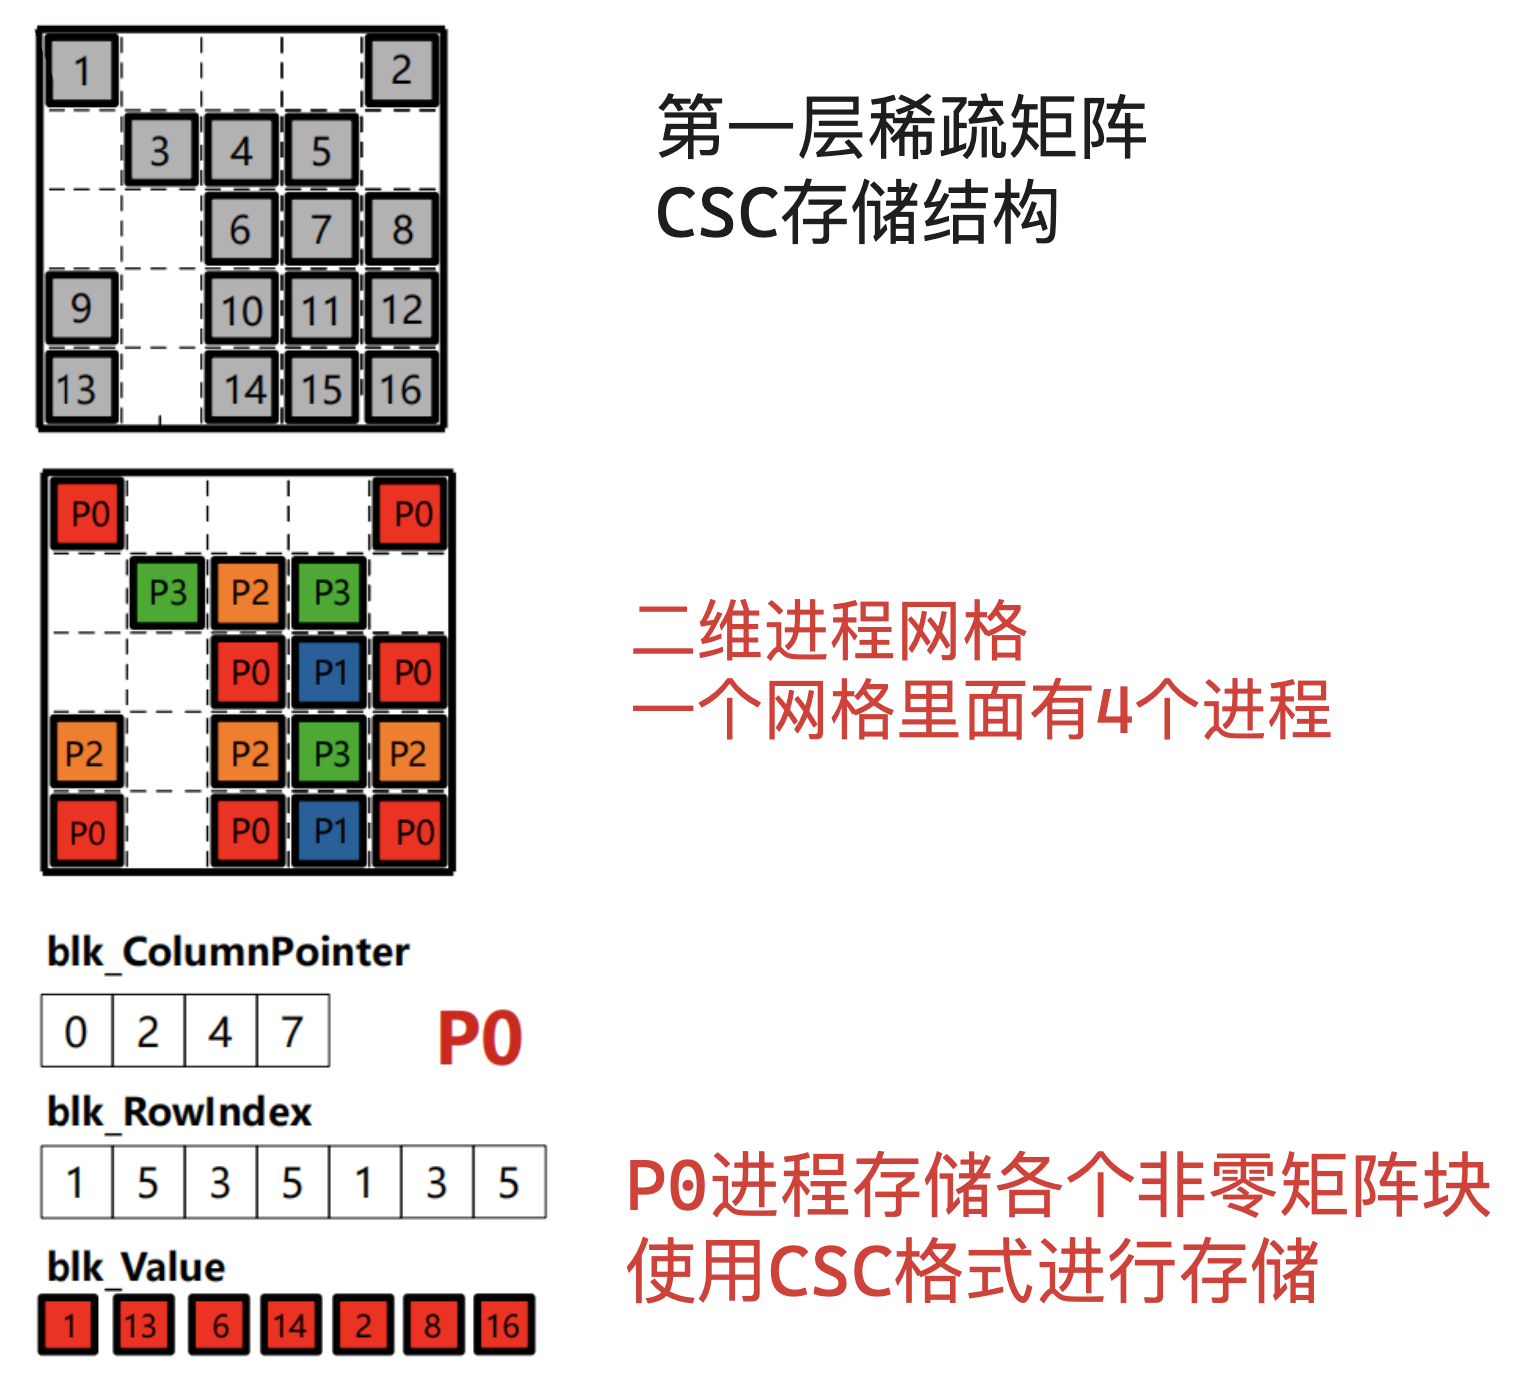 1 2
3 4 5
6 7 8
9 10 11 12
13 14 15 16
第一层稀疏矩阵
CSC存储结构
P0 P0
P3 P2 P3
P0 P1 P0
P2 P2 P3 P2
P0 P0 P1 P0
二维进程网格
一个网格里面有4个进程
blk_ColumnPointer
0 2 4 7
P0
blk_RowIndex
1 5 3 5 1 3 5
blk_Value
1 13 6 14 2 8 16
P0进程存储各个非零矩阵块
使用CSC格式进行存储